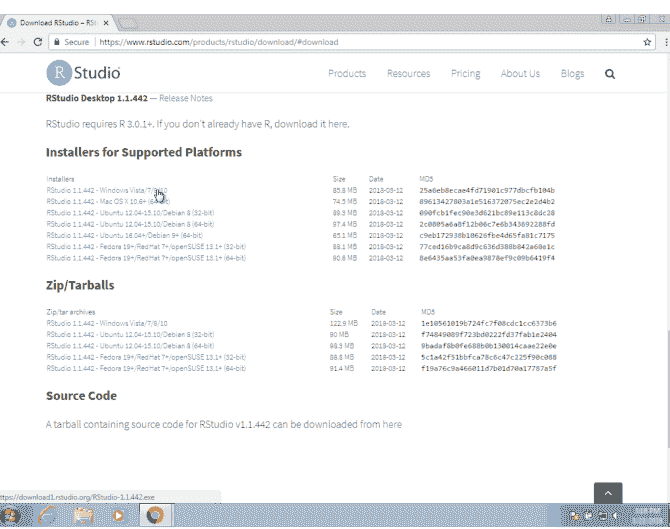 Download RStudio – RS
Secure https://www.rstudio.com/products/rstudio/download/#download
R Studio Products Resources Pricing About Us Blogs
RStudio Desktop 1.1.442 — Release Notes
RStudio requires R 3.0.1+. If you don't already have R, download it here.
Installers for Supported Platforms
Installers Size Date MD5
RStudio 1.1.442 - Windows Vista/7/8/10 85.8 MB 2018-03-12
RStudio 1.1.442 - Mac OS X 10.6+ (64-bit) 74.5 MB 2018-03-12
RStudio 1.1.442 - Ubuntu 12.04-15.10/Debian 8 (32-bit) 89.3 MB 2018-03-12
RStudio 1.1.442 - Ubuntu 12.04-15.10/Debian 8 (64-bit) 97.4 MB 2018-03-12
RStudio 1.1.442 - Ubuntu 16.04+/Debian 9+ (64-bit) 65.1 MB 2018-03-12
RStudio 1.1.442 - Fedora 19+/RedHat 7+/openSUSE 13.1+ (32-bit) 88.1 MB 2018-03-12
RStudio 1.1.442 - Fedora 19+/RedHat 7+/openSUSE 13.1+ (64-bit) 90.6 MB 2018-03-12
Zip/Tarballs
Zip/tar archives Size Date MD5
RStudio 1.1.442 - Windows Vista/7/8/10 122.9 MB 2018-03-12
RStudio 1.1.442 - Ubuntu 12.04-15.10/Debian 8 (32-bit) 90 MB 2018-03-12
RStudio 1.1.442 - Ubuntu 12.04-15.10/Debian 8 (64-bit) 98.3 MB 2018-03-12
RStudio 1.1.442 - Fedora 19+/RedHat 7+/openSUSE 13.1+ (32-bit) 88.8 MB 2018-03-12
RStudio 1.1.442 - Fedora 19+/RedHat 7+/openSUSE 13.1+ (64-bit) 91.4 MB 2018-03-12
Source Code
A tarball containing source code for RStudio v1.1.442 can be downloaded from here
ttps://download1.rstudio.org/RStudio-1.1.442.exe